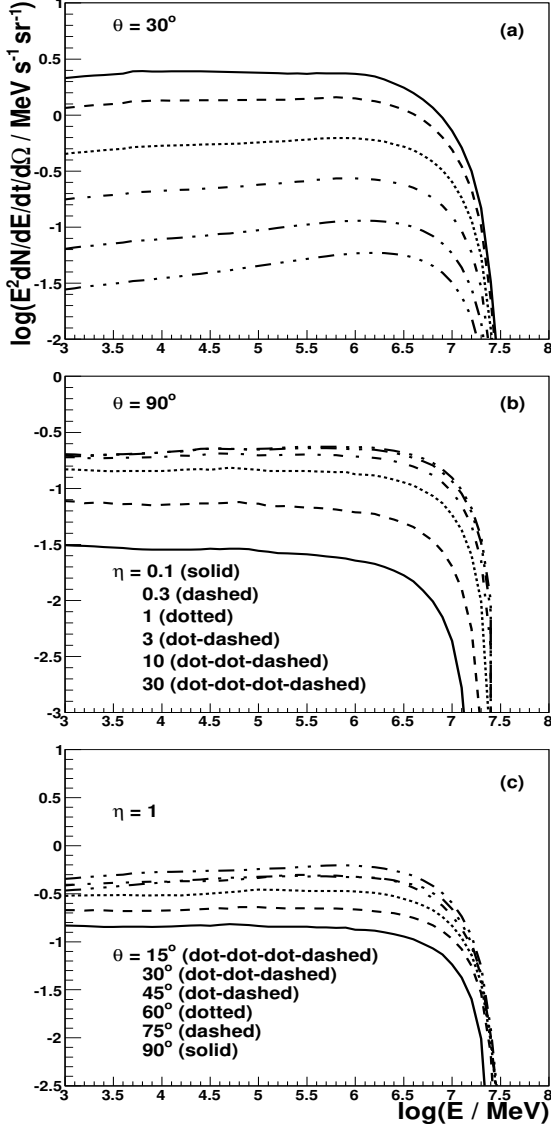 log(E²dN/dE/dt/dΩ / MeV s⁻¹ sr⁻¹)
θ = 30°
(a)
1
0.5
0
-0.5
-1
-1.5
-2
3 3.5 4 4.5 5 5.5 6 6.5 7 7.5 8
θ = 90°
(b)
0
-0.5
-1
-1.5
-2
-2.5
-3
η = 0.1 (solid)
0.3 (dashed)
1 (dotted)
3 (dot-dashed)
10 (dot-dot-dashed)
30 (dot-dot-dot-dashed)
3 3.5 4 4.5 5 5.5 6 6.5 7 7.5 8
(c)
η = 1
1
0.5
0
-0.5
-1
-1.5
-2
-2.5
θ = 15° (dot-dot-dot-dashed)
30° (dot-dot-dashed)
45° (dot-dashed)
60° (dotted)
75° (dashed)
90° (solid)
3 3.5 4 4.5 5 5.5 6 6.5 7 7.5 8
log(E / MeV)